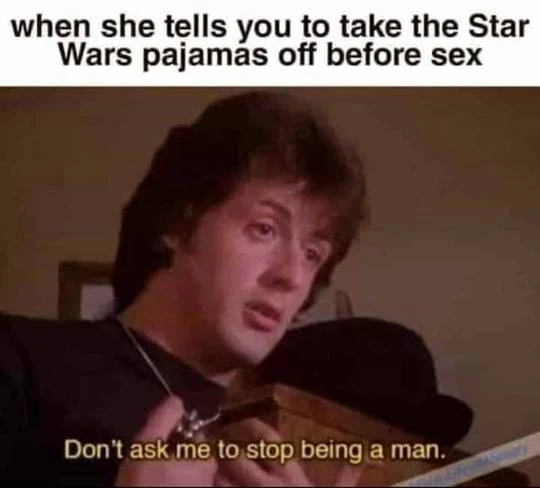 when she tells you to take the Star
Wars pajamas off before sex
Don't ask me to stop being a man.